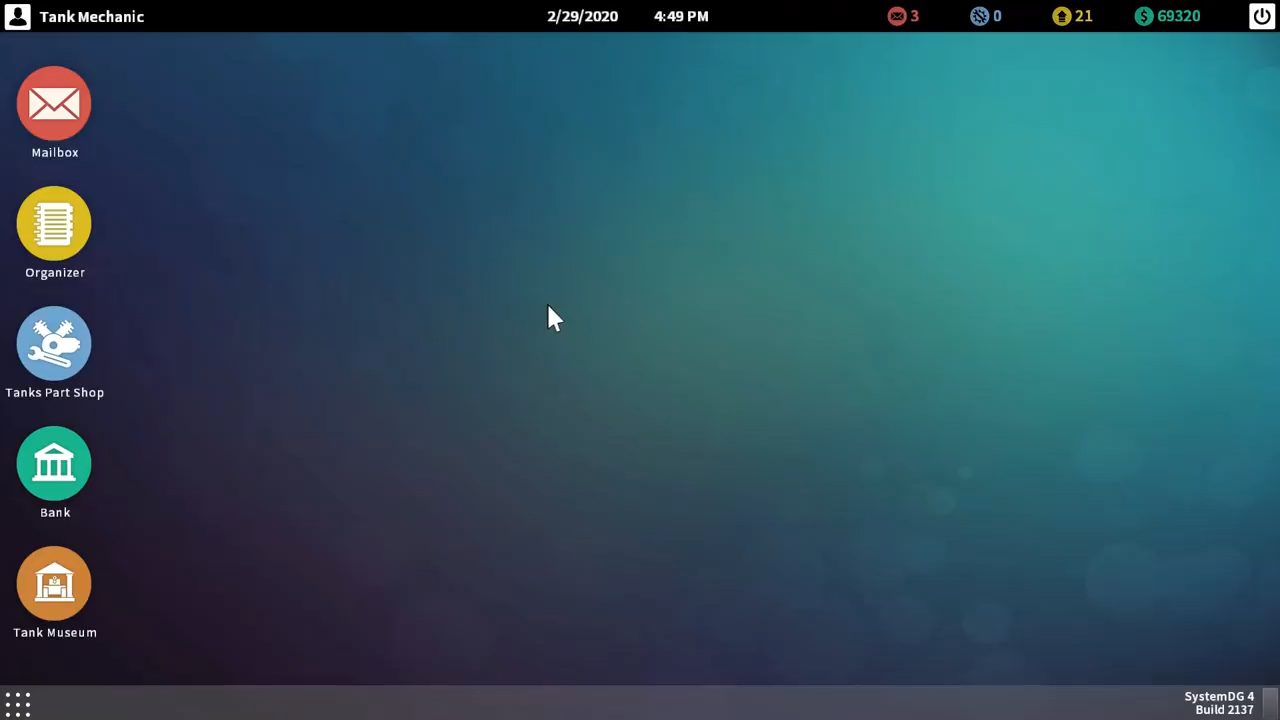 Tank Mechanic
2/29/2020 4:49 PM 3 0 21 69320
Mailbox
Organizer
Tanks Part Shop
Bank
Tank Museum
SystemDG 4
Build 2137